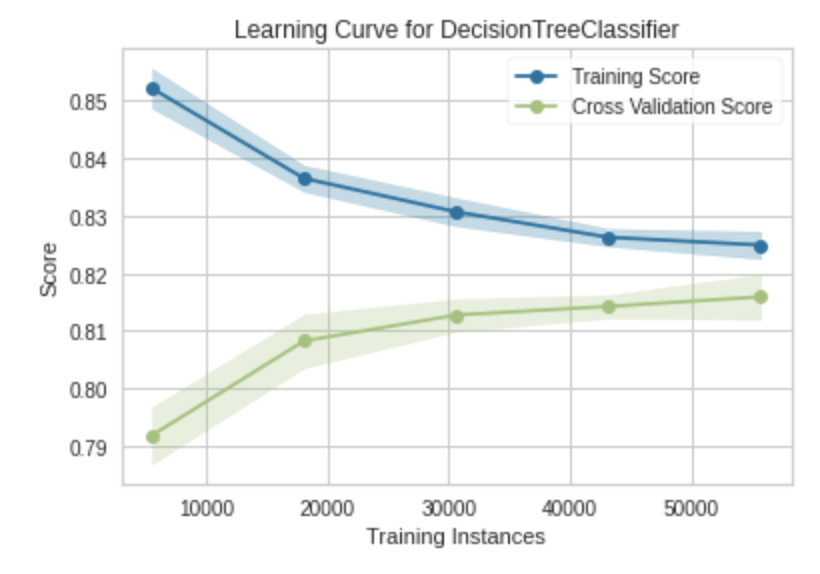 Learning Curve for DecisionTreeClassifier
Training Score
Cross Validation Score
0.85
0.84
0.83
0.82
0.81
0.80
0.79
Score
10000 20000 30000 40000 50000
Training Instances